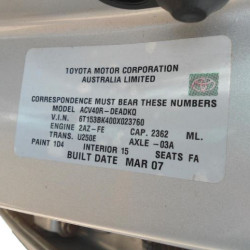 TOYOTA MOTOR CORPORATION
AUSTRALIA LIMITED
CORRESPONDENCE MUST BEAR THESE NUMBERS
MODEL ACV40R-DEADKQ
V.I.N. 6T153BK400X023760
ENGINE 2AZ-FE CAP. 2362 ML.
TRANS. U250E AXLE -03A
PAINT 1D4 INTERIOR 15 SEATS FA
BUILT DATE MAR 07